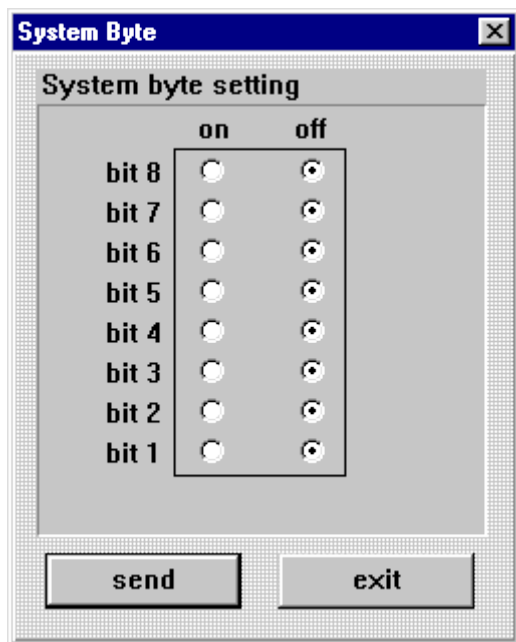 System Byte
System byte setting
on off
bit 8
bit 7
bit 6
bit 5
bit 4
bit 3
bit 2
bit 1
send exit